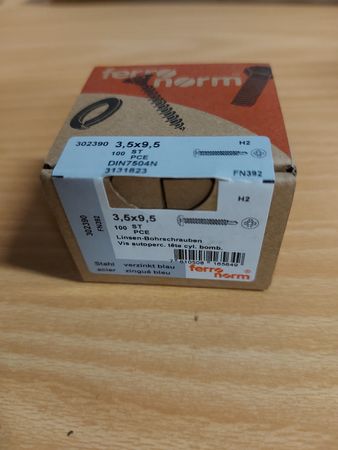 ferro
norm
302390 3,5x9,5 H2
100 ST
PCE
DIN7504N
3131823 FN392
302390 FN392
3,5x9,5 H2
100 ST
PCE
Linsen-Bohrschrauben
Vis autoperc. tête cyl. bomb.
Stahl verzinkt blau
acier zingué bleu
ferro
norm ®